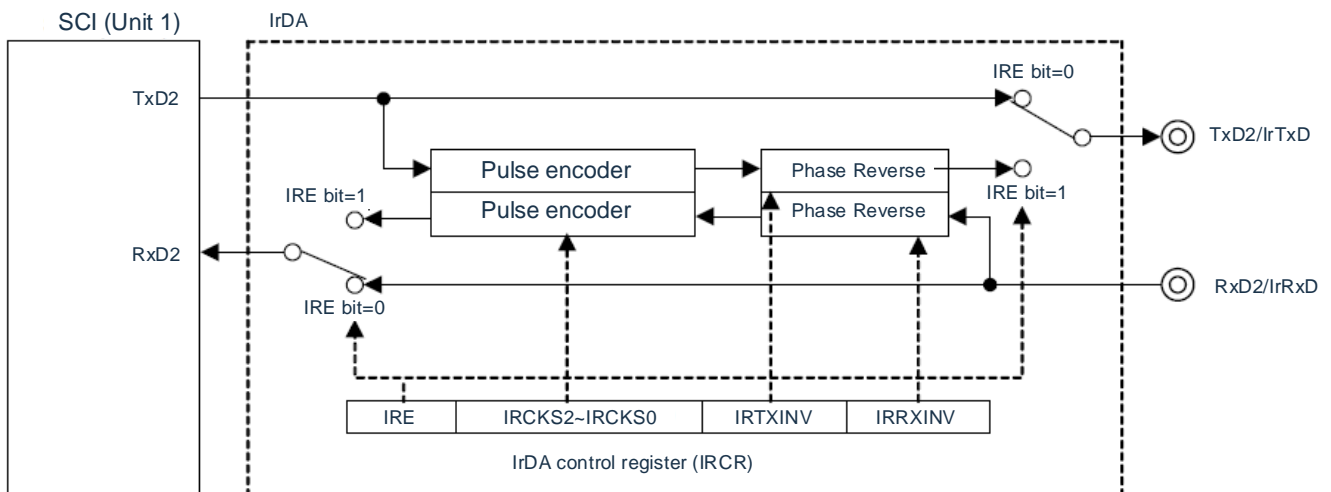 SCI (Unit 1)
IrDA
IRE bit=0
TxD2
TxD2/IrTxD
Pulse encoder
Phase Reverse
IRE bit=1
IRE bit=1
Pulse encoder
Phase Reverse
RxD2
RxD2/IrRxD
IRE bit=0
IRE
IRCKS2~IRCKS0
IRTXINV
IRRXINV
IrDA control register (IRCR)